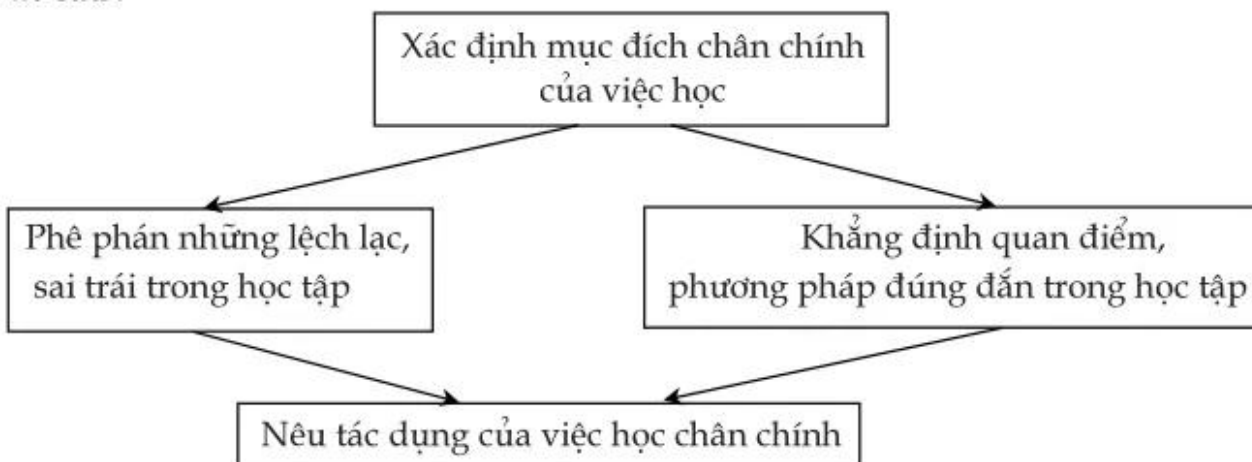 Xác định mục đích chân chính
của việc học
Phê phán những lệch lạc,
sai trái trong học tập
Khẳng định quan điểm,
phương pháp đúng đắn trong học tập
Nêu tác dụng của việc học chân chính